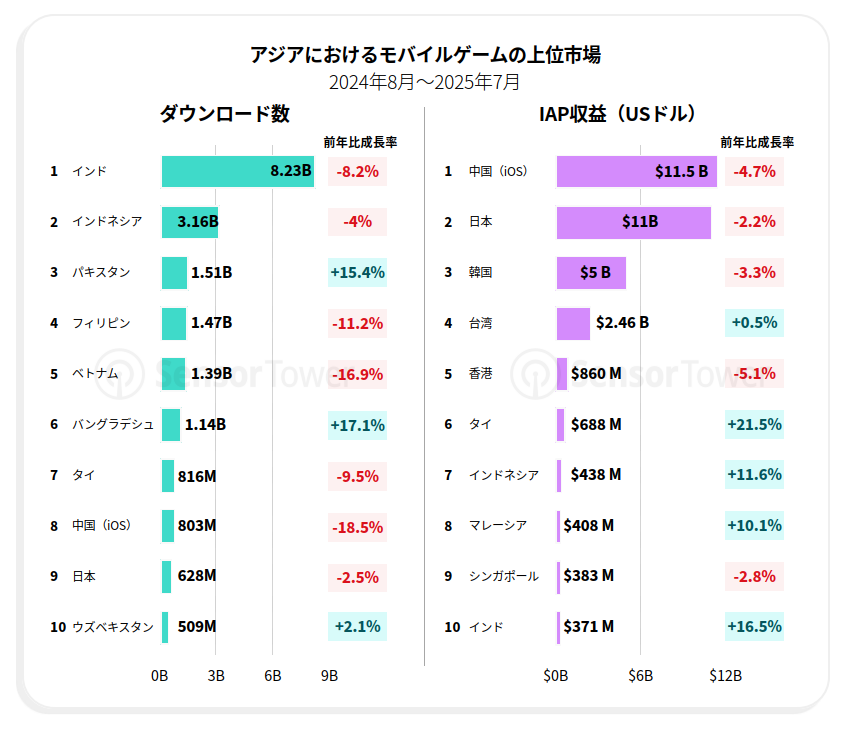 アジアにおけるモバイルゲームの上位市場
2024年8月～2025年7月
ダウンロード数
前年比成長率
1 インド 8.23B -8.2%
2 インドネシア 3.16B -4%
3 パキスタン 1.51B +15.4%
4 フィリピン 1.47B -11.2%
5 ベトナム 1.39B -16.9%
6 バングラデシュ 1.14B +17.1%
7 タイ 816M -9.5%
8 中国（iOS） 803M -18.5%
9 日本 628M -2.5%
10 ウズベキスタン 509M +2.1%
0B 3B 6B 9B
SensorTower
IAP収益（USドル）
前年比成長率
1 中国（iOS） $11.5 B -4.7%
2 日本 $11B -2.2%
3 韓国 $5 B -3.3%
4 台湾 $2.46 B +0.5%
5 香港 $860 M -5.1%
6 タイ $688 M +21.5%
7 インドネシア $438 M +11.6%
8 マレーシア $408 M +10.1%
9 シンガポール $383 M -2.8%
10 インド $371 M +16.5%
$0B $6B $12B
SensorTower